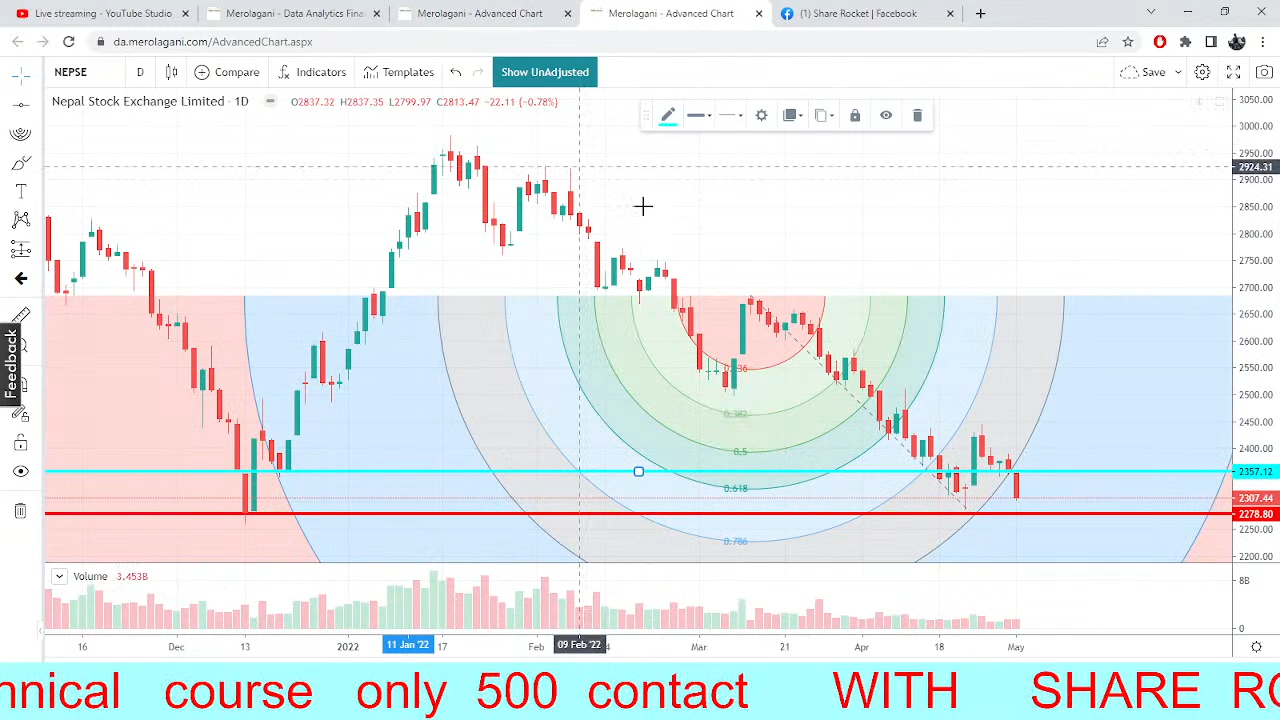 Live streaming - YouTube Studio
Merolagani - Data Analytics Fina
Merolagani - Advanced Chart
Merolagani - Advanced Chart
(1) Share Rocket | Facebook
da.merolagani.com/AdvancedChart.aspx
NEPSE
D
Compare
Indicators
Templates
Show UnAdjusted
Save
Nepal Stock Exchange Limited · 1D
O2837.32 H2837.35 L2799.97 C2813.47 −22.11 (−0.78%)
3050.00
3000.00
2950.00
2924.31
2900.00
2850.00
2800.00
2750.00
2700.00
2650.00
2600.00
2550.00
2500.00
2450.00
2400.00
2357.12
2307.44
2278.80
2250.00
2200.00
0.382
0.5
0.618
0.786
Feedback
Volume 3.453B
8B
0
16
Dec
13
2022
11 Jan '22
17
Feb
09 Feb '22
Mar
21
Apr
18
May
hnical course only 500 contact WITH SHARE RO